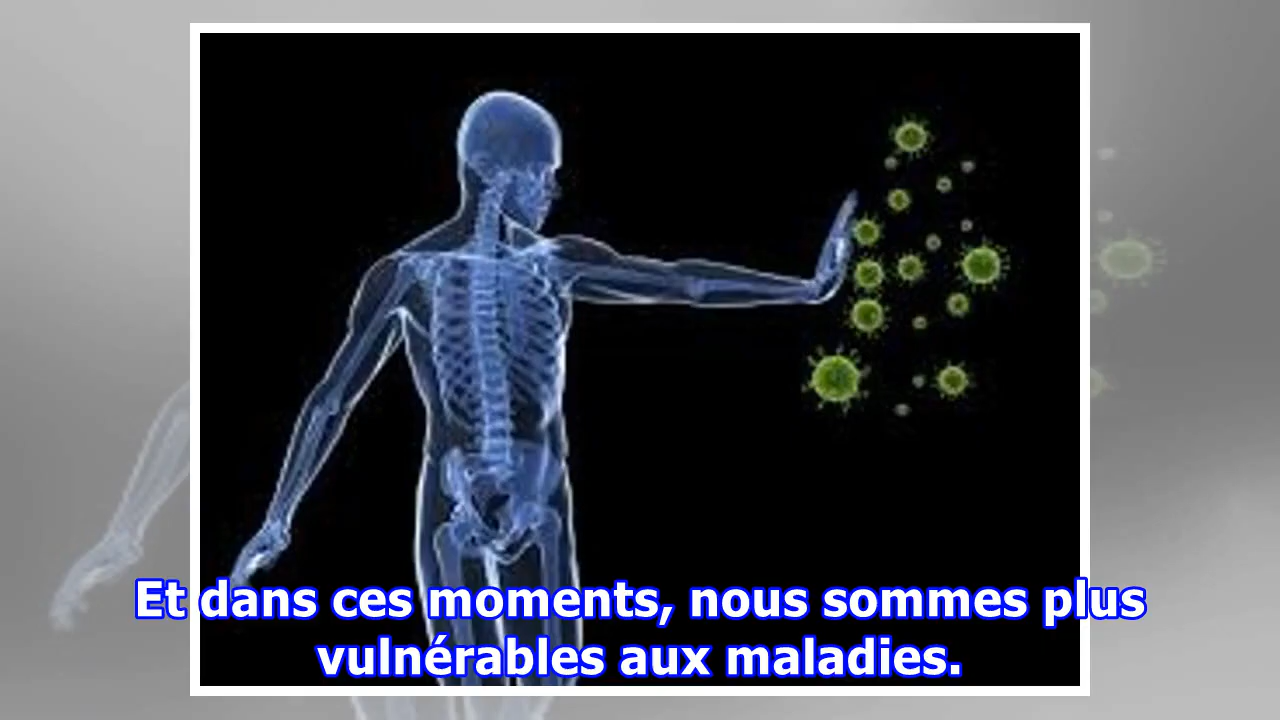 Et dans ces moments, nous sommes plus
vulnérables aux maladies.